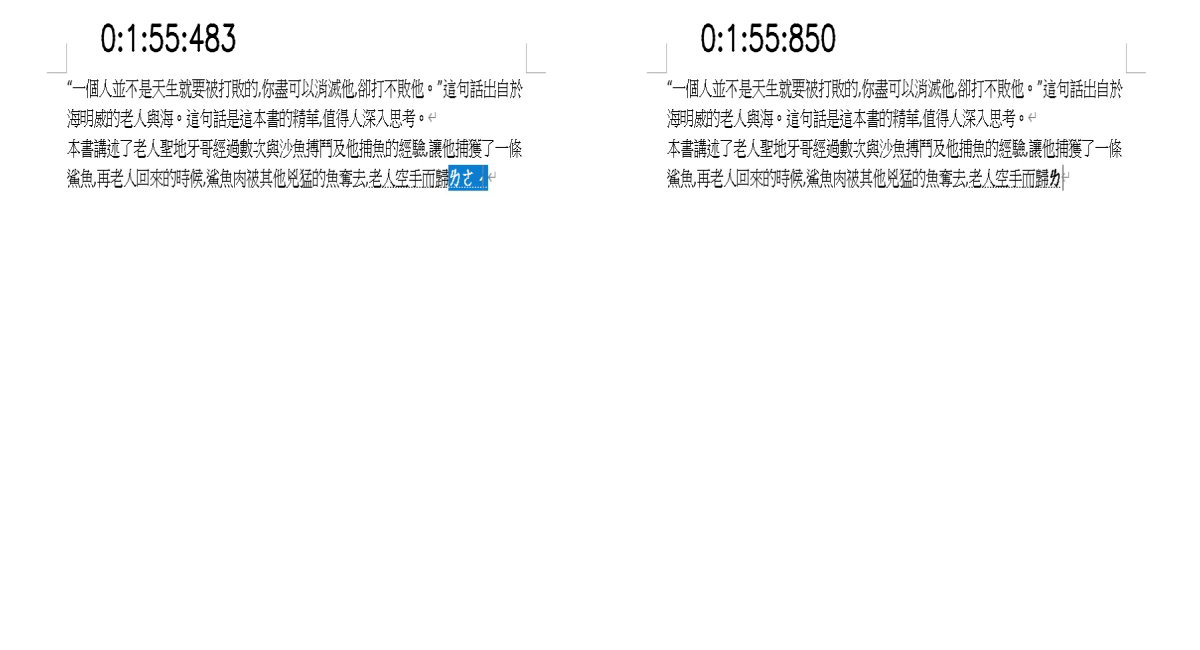 0:1:55:483
“一個人並不是天生就要被打敗的,你盡可以消滅他,卻打不敗他。”這句話出自於
海明威的老人與海。這句話是這本書的精華,值得人深入思考。
本書講述了老人聖地牙哥經過數次與沙魚搏鬥及他捕魚的經驗,讓他捕獲了一條
鯊魚,再老人回來的時候,鯊魚肉被其他兇猛的魚奪去,老人空手而歸ㄌㄜ˙
0:1:55:850
“一個人並不是天生就要被打敗的,你盡可以消滅他,卻打不敗他。”這句話出自於
海明威的老人與海。這句話是這本書的精華,值得人深入思考。
本書講述了老人聖地牙哥經過數次與沙魚搏鬥及他捕魚的經驗,讓他捕獲了一條
鯊魚,再老人回來的時候,鯊魚肉被其他兇猛的魚奪去,老人空手而歸ㄌ